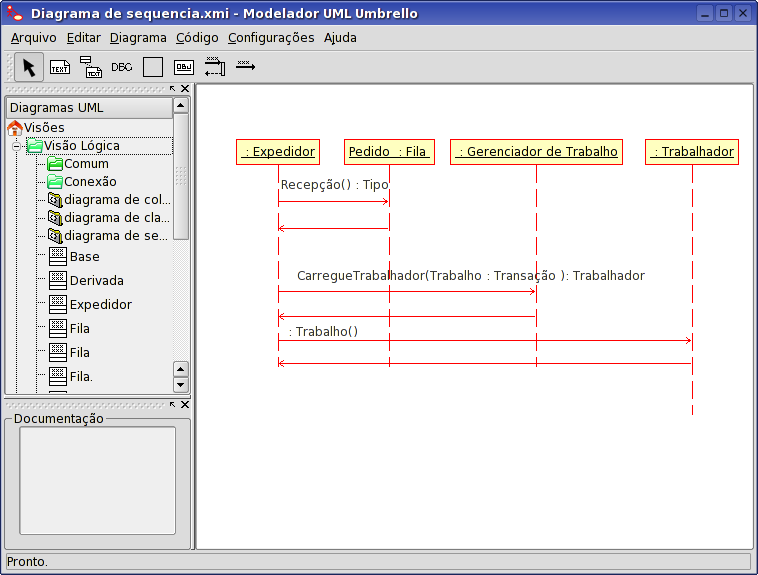 Diagrama de sequencia.xmi - Modelador UML Umbrello
Arquivo Editar Diagrama Código Configurações Ajuda
TEXT TEXT DBC OBJ
Diagramas UML
Visões
Visão Lógica
Comum
Conexão
diagrama de col...
diagrama de cla...
diagrama de se...
Base
Derivada
Expedidor
Fila
Fila
Fila.
Documentação
: Expedidor
Pedido : Fila
: Gerenciador de Trabalho
: Trabalhador
Recepção() : Tipo
CarregueTrabalhador(Trabalho : Transação ): Trabalhador
: Trabalho()
Pronto.